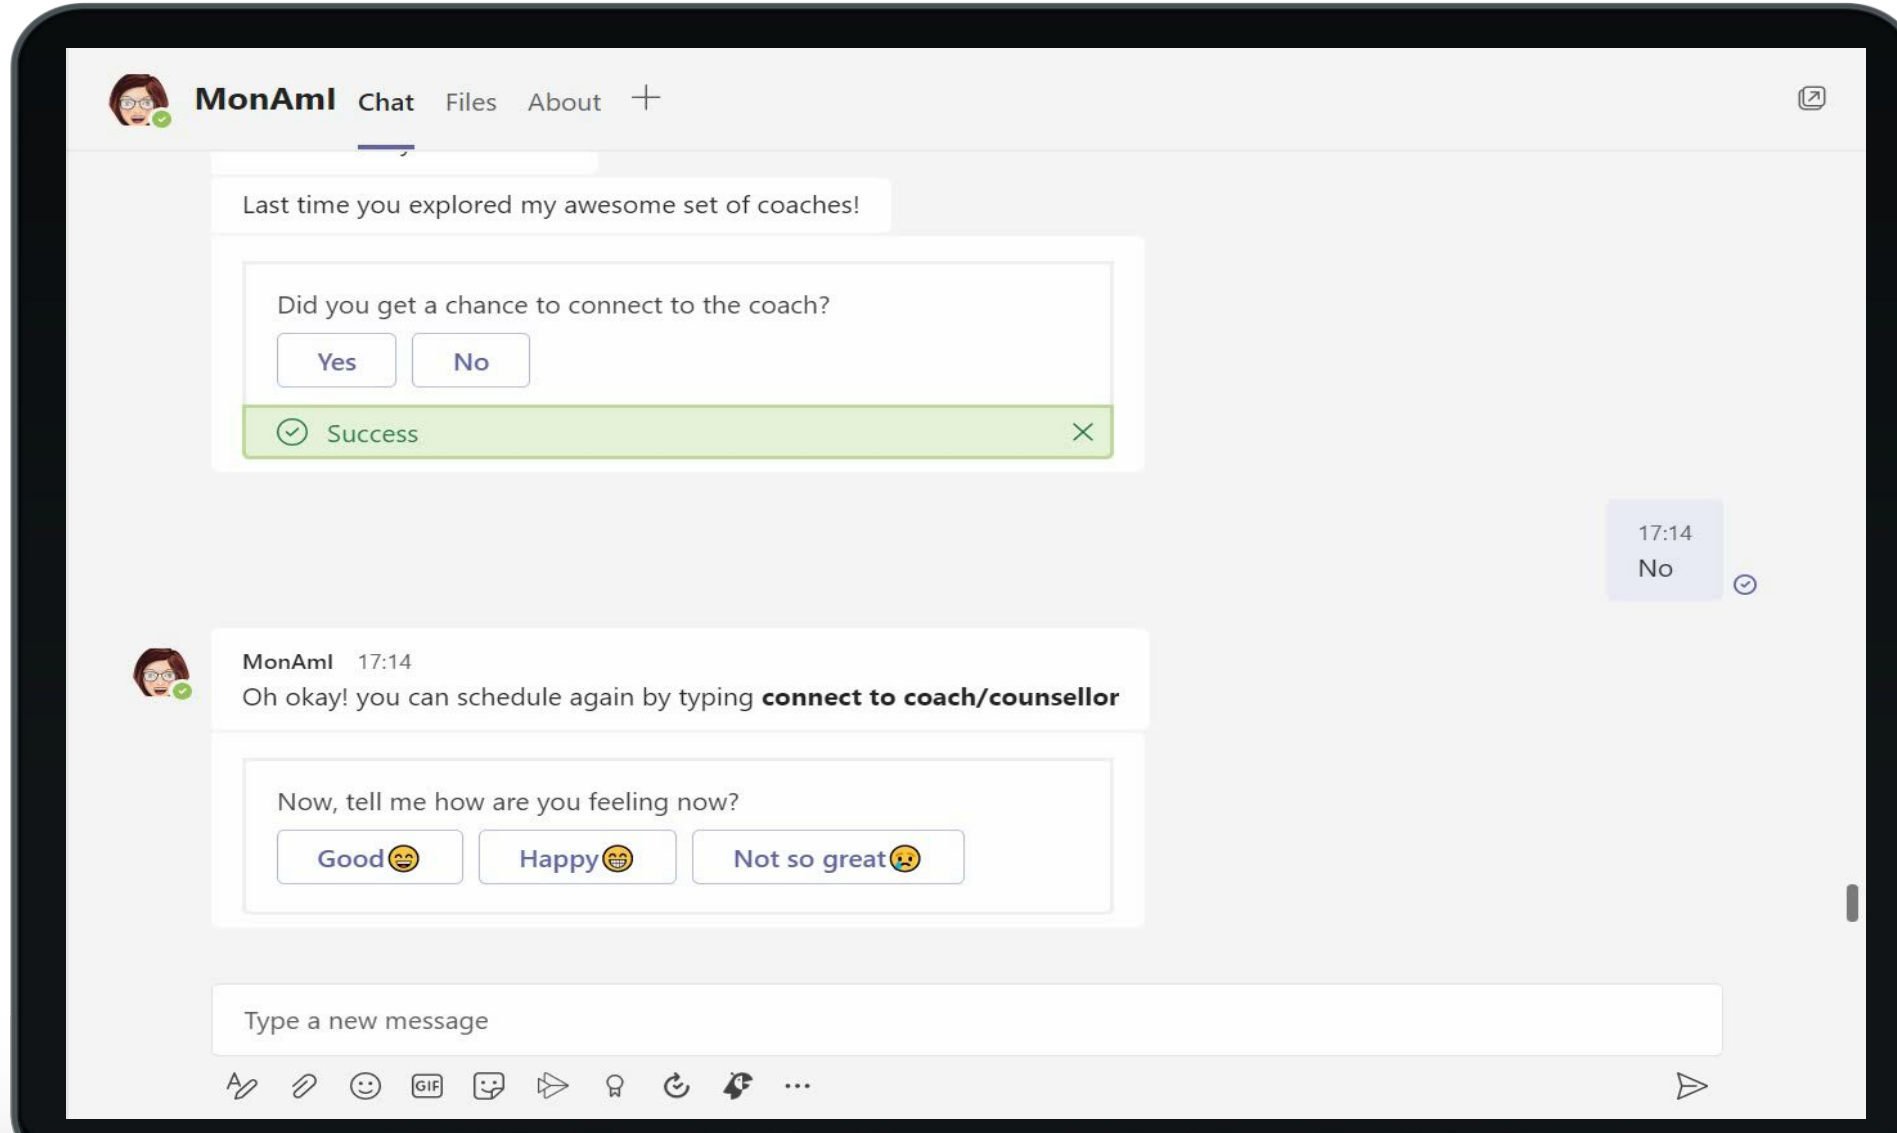 MonAmI Chat Files About
Last time you explored my awesome set of coaches!
Did you get a chance to connect to the coach?
Yes No
Success
17:14
No
MonAmI 17:14
Oh okay! you can schedule again by typing connect to coach/counsellor
Now, tell me how are you feeling now?
Good😄 Happy😁 Not so great😢
Type a new message
GIF